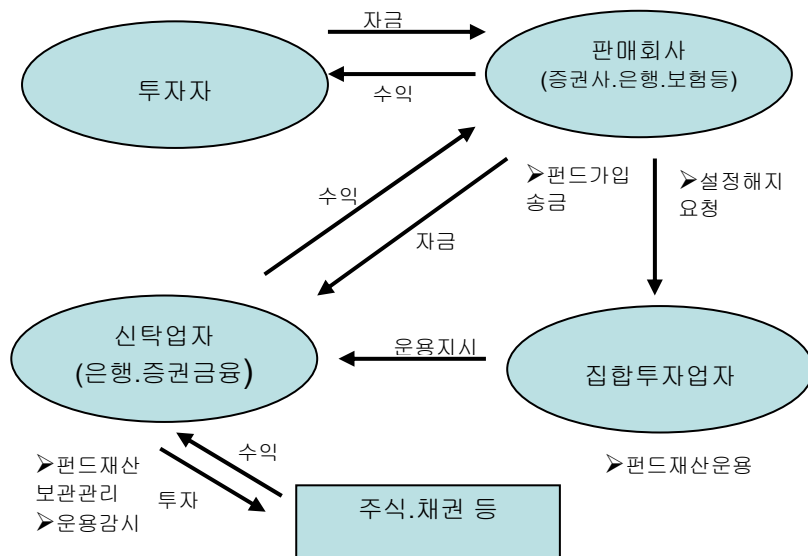 자금
투자자
판매회사
(증권사.은행.보험등)
수익
➢펀드가입
송금
➢설정해지
요청
수익
자금
신탁업자
(은행.증권금융)
운용지시
집합투자업자
➢펀드재산
보관관리
➢운용감시
수익
투자
➢펀드재산운용
주식.채권 등